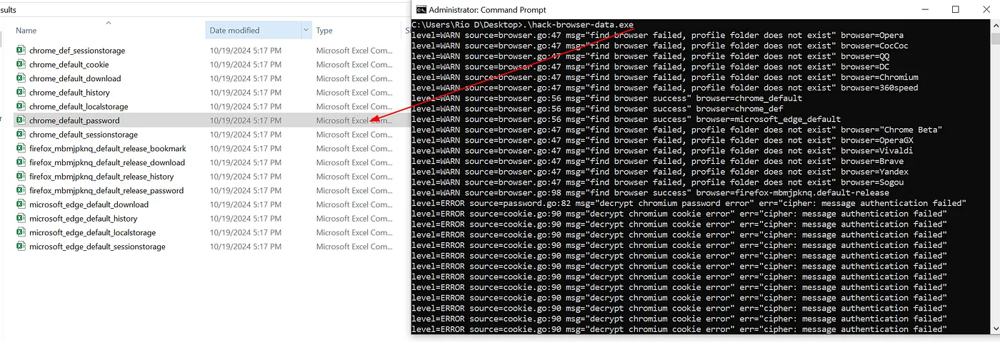 sults
Name
Date modified
Type
S
chrome_def_sessionstorage 10/19/2024 5:17 PM Microsoft Excel Com...
chrome_default_cookie 10/19/2024 5:17 PM Microsoft Excel Com...
chrome_default_download 10/19/2024 5:17 PM Microsoft Excel Com...
chrome_default_history 10/19/2024 5:17 PM Microsoft Excel Com...
chrome_default_localstorage 10/19/2024 5:17 PM Microsoft Excel Com...
chrome_default_password 10/19/2024 5:17 PM Microsoft Excel Com...
chrome_default_sessionstorage 10/19/2024 5:17 PM Microsoft Excel Com...
firefox_mbmjpknq_default_release_bookmark 10/19/2024 5:17 PM Microsoft Excel Com...
firefox_mbmjpknq_default_release_download 10/19/2024 5:17 PM Microsoft Excel Com...
firefox_mbmjpknq_default_release_history 10/19/2024 5:17 PM Microsoft Excel Com...
firefox_mbmjpknq_default_release_password 10/19/2024 5:17 PM Microsoft Excel Com...
microsoft_edge_default_download 10/19/2024 5:17 PM Microsoft Excel Com...
microsoft_edge_default_history 10/19/2024 5:17 PM Microsoft Excel Com...
microsoft_edge_default_localstorage 10/19/2024 5:17 PM Microsoft Excel Com...
microsoft_edge_default_sessionstorage 10/19/2024 5:17 PM Microsoft Excel Com...
Administrator: Command Prompt
C:\Users\Rio D\Desktop>.\hack-browser-data.exe
level=WARN source=browser.go:47 msg="find browser failed, profile folder does not exist" browser=Opera
level=WARN source=browser.go:47 msg="find browser failed, profile folder does not exist" browser=CocCoc
level=WARN source=browser.go:47 msg="find browser failed, profile folder does not exist" browser=QQ
level=WARN source=browser.go:47 msg="find browser failed, profile folder does not exist" browser=DC
level=WARN source=browser.go:47 msg="find browser failed, profile folder does not exist" browser=Chromium
level=WARN source=browser.go:47 msg="find browser failed, profile folder does not exist" browser=360speed
level=WARN source=browser.go:56 msg="find browser success" browser=chrome_default
level=WARN source=browser.go:56 msg="find browser success" browser=chrome_def
level=WARN source=browser.go:56 msg="find browser success" browser=microsoft_edge_default
level=WARN source=browser.go:47 msg="find browser failed, profile folder does not exist" browser="Chrome Beta"
level=WARN source=browser.go:47 msg="find browser failed, profile folder does not exist" browser=OperaGX
level=WARN source=browser.go:47 msg="find browser failed, profile folder does not exist" browser=Vivaldi
level=WARN source=browser.go:47 msg="find browser failed, profile folder does not exist" browser=Brave
level=WARN source=browser.go:47 msg="find browser failed, profile folder does not exist" browser=Yandex
level=WARN source=browser.go:47 msg="find browser failed, profile folder does not exist" browser=Sogou
level=WARN source=browser.go:98 msg="find browser success" browser=firefox-mbmjpknq.default-release
level=ERROR source=password.go:82 msg="decrypt chromium password error" err="cipher: message authentication failed"
level=ERROR source=cookie.go:90 msg="decrypt chromium cookie error" err="cipher: message authentication failed"
level=ERROR source=cookie.go:90 msg="decrypt chromium cookie error" err="cipher: message authentication failed"
level=ERROR source=cookie.go:90 msg="decrypt chromium cookie error" err="cipher: message authentication failed"
level=ERROR source=cookie.go:90 msg="decrypt chromium cookie error" err="cipher: message authentication failed"
level=ERROR source=cookie.go:90 msg="decrypt chromium cookie error" err="cipher: message authentication failed"
level=ERROR source=cookie.go:90 msg="decrypt chromium cookie error" err="cipher: message authentication failed"
level=ERROR source=cookie.go:90 msg="decrypt chromium cookie error" err="cipher: message authentication failed"
level=ERROR source=cookie.go:90 msg="decrypt chromium cookie error" err="cipher: message authentication failed"
level=ERROR source=cookie.go:90 msg="decrypt chromium cookie error" err="cipher: message authentication failed"
level=ERROR source=cookie.go:90 msg="decrypt chromium cookie error" err="cipher: message authentication failed"
level=ERROR source=cookie.go:90 msg="decrypt chromium cookie error" err="cipher: message authentication failed"
level=ERROR source=cookie.go:90 msg="decrypt chromium cookie error" err="cipher: message authentication failed"